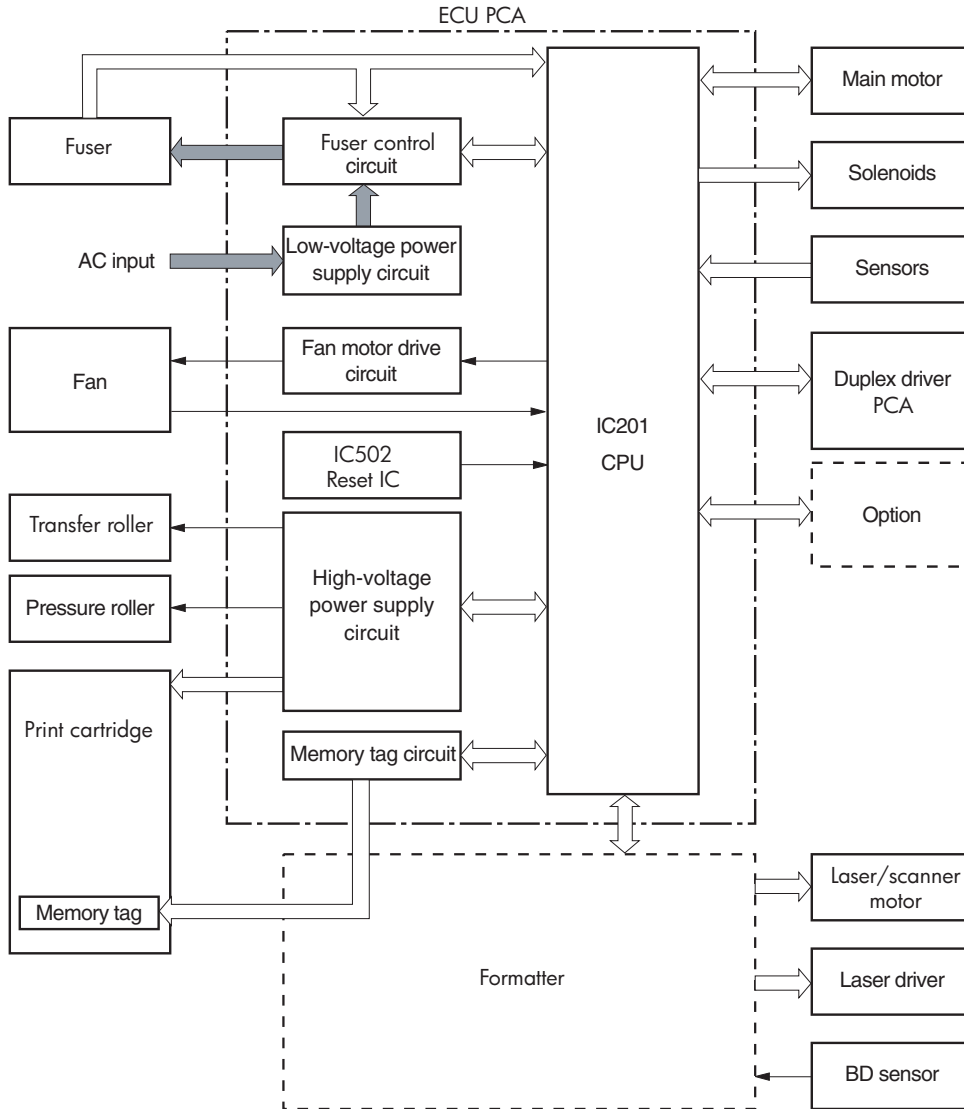 ECU PCA
Fuser
Fuser control
circuit
Main motor
Solenoids
AC input
Low-voltage power
supply circuit
Sensors
Fan
Fan motor drive
circuit
IC201
CPU
Duplex driver
PCA
IC502
Reset IC
Option
Transfer roller
Pressure roller
High-voltage
power supply
circuit
Print cartridge
Memory tag circuit
Memory tag
Formatter
Laser/scanner
motor
Laser driver
BD sensor